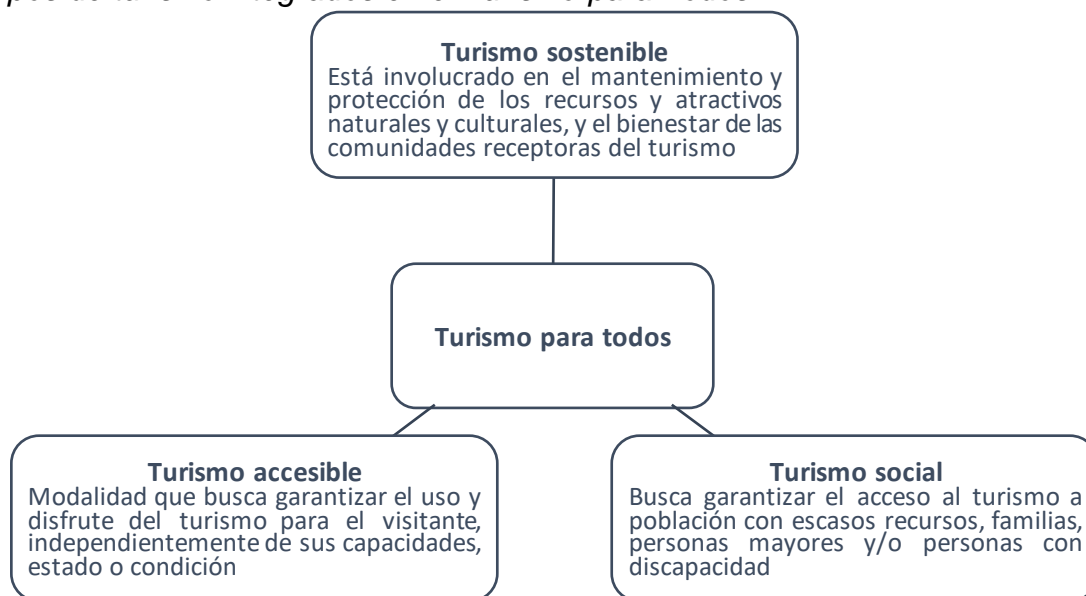 Turismo sostenible
Está involucrado en el mantenimiento y
protección de los recursos y atractivos
naturales y culturales, y el bienestar de las
comunidades receptoras del turismo
Turismo para todos
Turismo accesible
Modalidad que busca garantizar el uso y
disfrute del turismo para el visitante,
independientemente de sus capacidades,
estado o condición
Turismo social
Busca garantizar el acceso al turismo a
población con escasos recursos, familias,
personas mayores y/o personas con
discapacidad